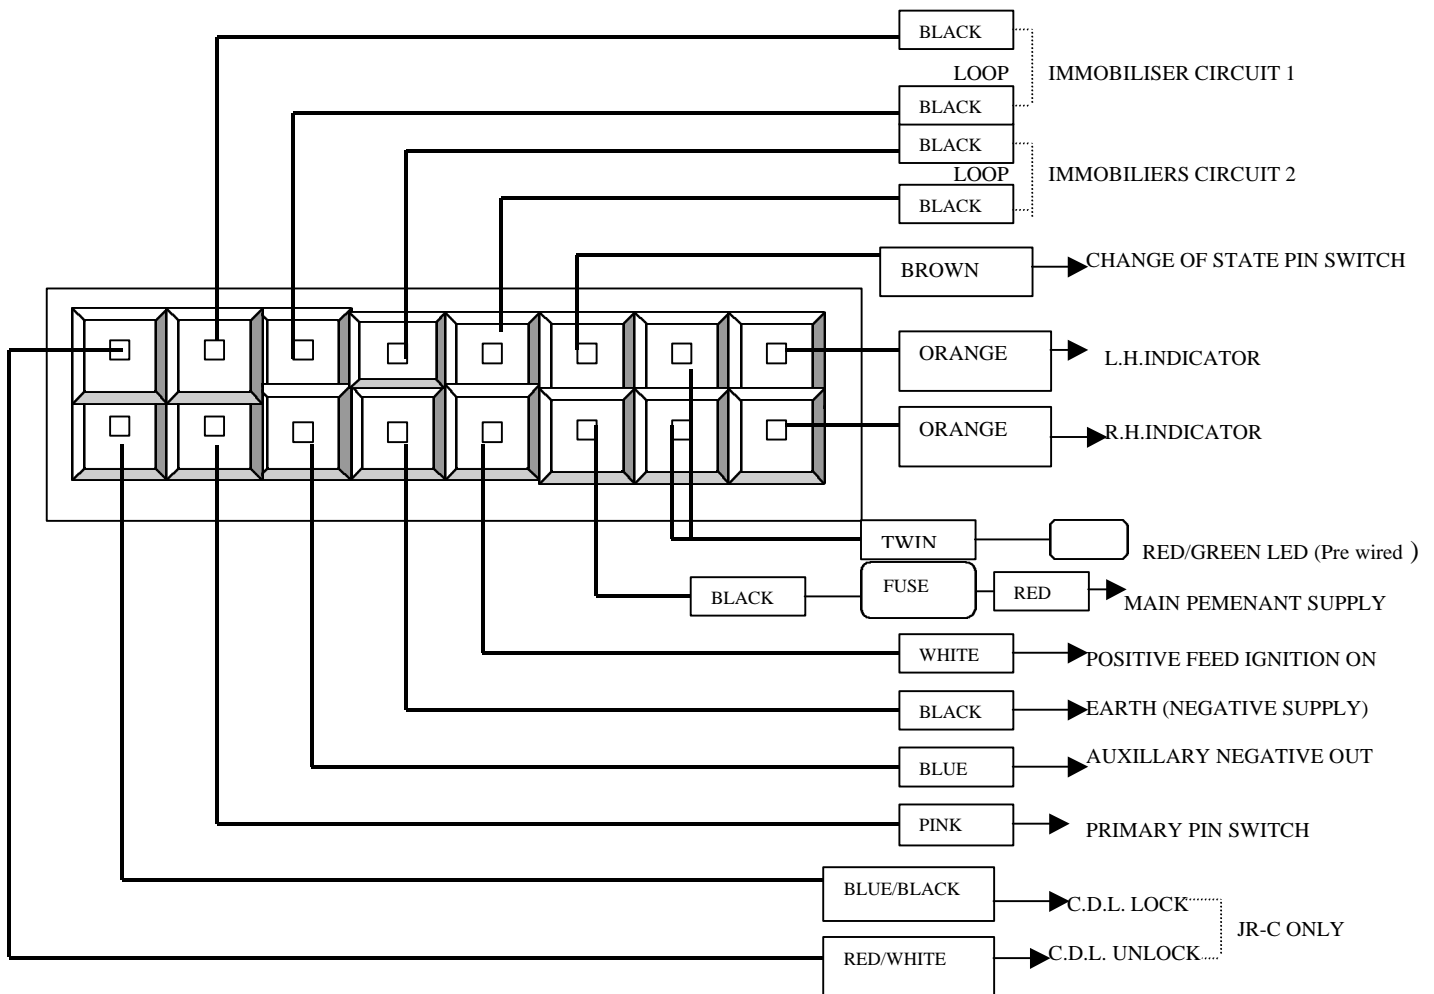 BLACK
LOOP IMMOBILISER CIRCUIT 1
BLACK
BLACK
LOOP IMMOBILIERS CIRCUIT 2
BLACK
BROWN CHANGE OF STATE PIN SWITCH
ORANGE L.H.INDICATOR
ORANGE R.H.INDICATOR
TWIN RED/GREEN LED (Pre wired )
BLACK FUSE RED MAIN PEMENANT SUPPLY
WHITE POSITIVE FEED IGNITION ON
BLACK EARTH (NEGATIVE SUPPLY)
BLUE AUXILLARY NEGATIVE OUT
PINK PRIMARY PIN SWITCH
BLUE/BLACK C.D.L. LOCK
JR-C ONLY
RED/WHITE C.D.L. UNLOCK